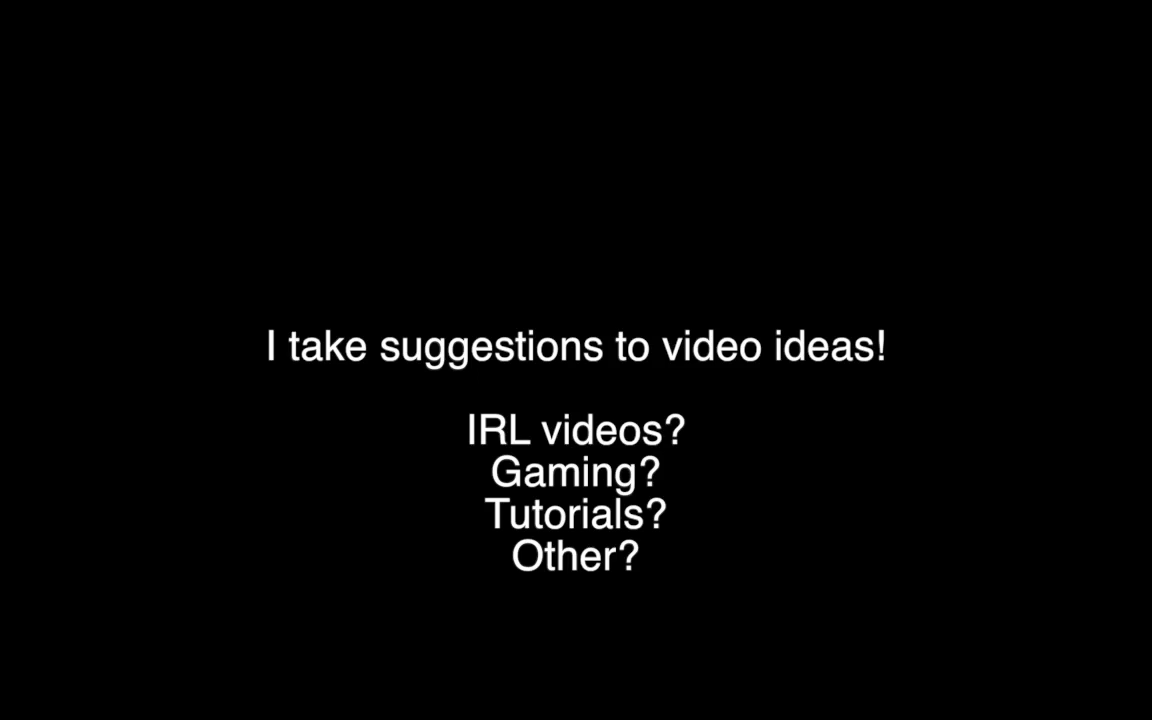 I take suggestions to video ideas!
IRL videos?
Gaming?
Tutorials?
Other?